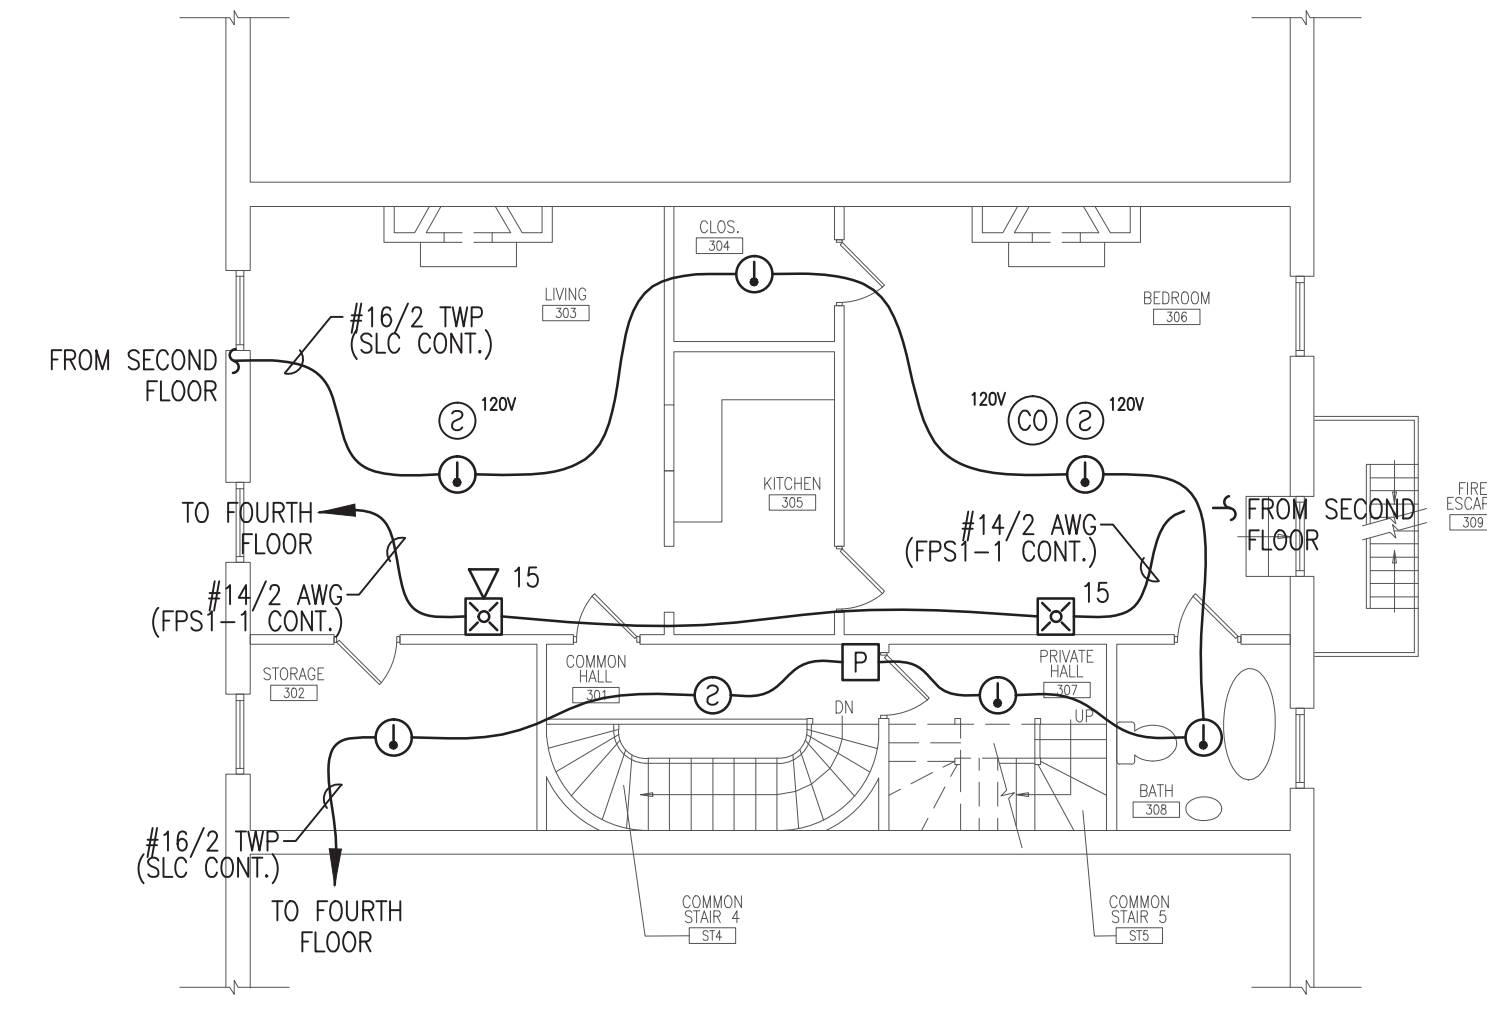 CLOS.
304
LIVING
303
BEDROOM
306
#16/2 TWP
(SLC CONT.)
FROM SECOND
FLOOR
S
120V
120V
CO
S
120V
KITCHEN
305
TO FOURTH
FLOOR
#14/2 AWG
(FPS1-1 CONT.)
FROM SECOND
FLOOR
FIRE
309
#14/2 AWG
(FPS1-1 CONT.)
15
15
STORAGE
302
COMMON
HALL
301
P
PRIVATE
HALL
307
S
DN
UP
BATH
308
#16/2 TWP
(SLC CONT.)
TO FOURTH
FLOOR
COMMON
STAIR 4
ST4
COMMON
STAIR 5
ST5